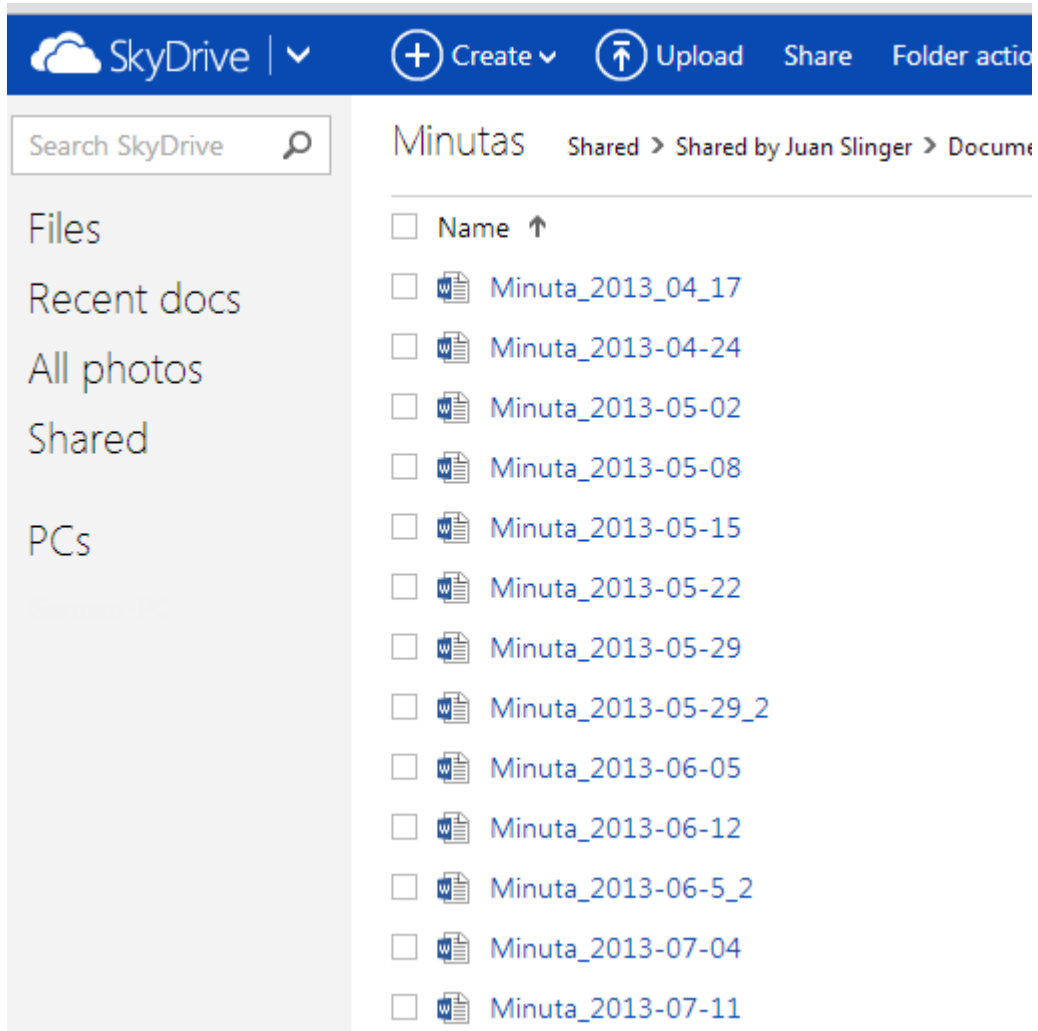 SkyDrive Create Upload Share Folder actio
Search SkyDrive
Files
Recent docs
All photos
Shared
PCs
Minutas Shared > Shared by Juan Slinger > Docume
Name
Minuta_2013_04_17
Minuta_2013-04-24
Minuta_2013-05-02
Minuta_2013-05-08
Minuta_2013-05-15
Minuta_2013-05-22
Minuta_2013-05-29
Minuta_2013-05-29_2
Minuta_2013-06-05
Minuta_2013-06-12
Minuta_2013-06-5_2
Minuta_2013-07-04
Minuta_2013-07-11